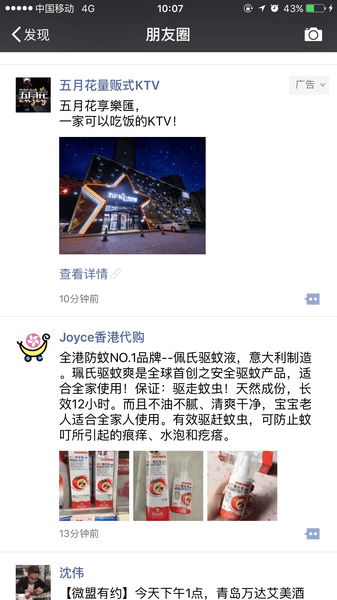 中国移动 4G 10:07 43%
发现 朋友圈
五月花量贩式KTV 广告
五月花享樂匯，
一家可以吃饭的KTV！
查看详情
10分钟前
Joyce香港代购
全港防蚊NO.1品牌--佩氏驱蚊液，意大利制造
。珮氏驱蚊爽是全球首创之安全驱蚊产品，适
合全家使用！保证：驱走蚊虫！天然成份，长
效12小时。而且不油不腻、清爽干净，宝宝老
人适合全家人使用。有效驱赶蚊虫，可防止蚊
叮所引起的痕痒、水泡和疙瘩。
13分钟前
沈伟
【微盟有约】今天下午1点，青岛万达艾美酒